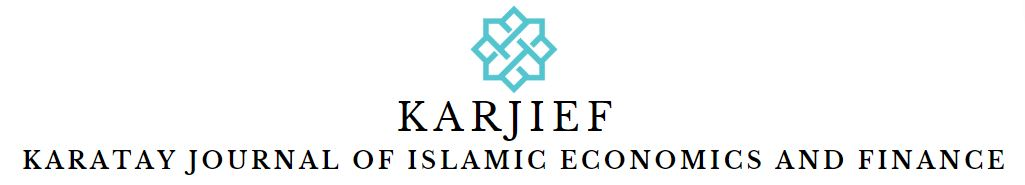 KARJIEF
KARATAY JOURNAL OF ISLAMIC ECONOMICS AND FINANCE